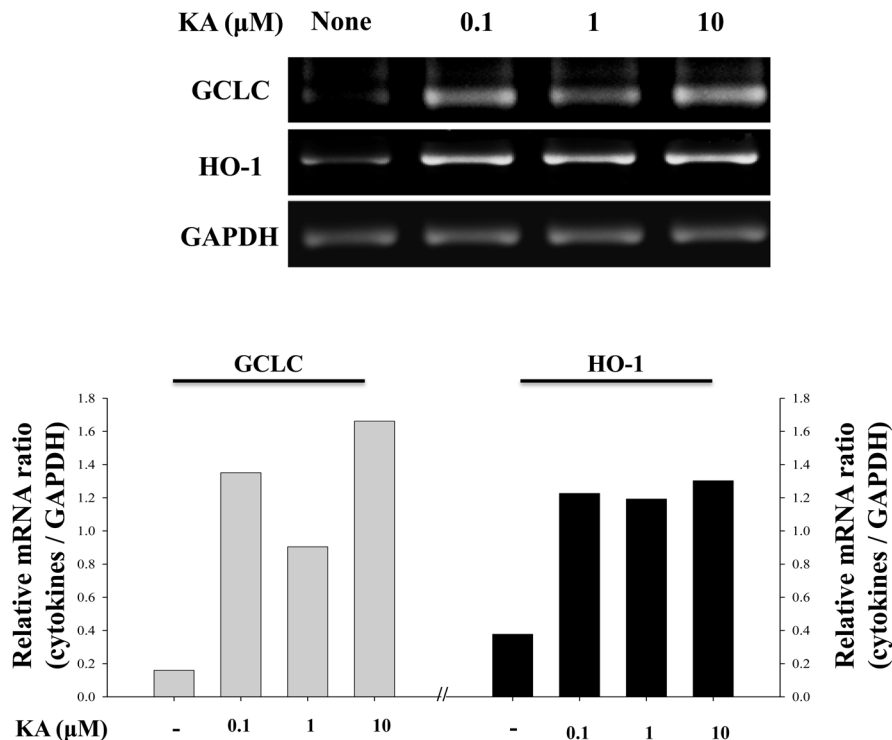 KA (μM) None 0.1 1 10
GCLC
HO-1
GAPDH
GCLC HO-1
Relative mRNA ratio
(cytokines / GAPDH)
1.8
1.6
1.4
1.2
1.0
0.8
0.6
0.4
0.2
0.0
//
1.8
1.6
1.4
1.2
1.0
0.8
0.6
0.4
0.2
0.0
Relative mRNA ratio
(cytokines / GAPDH)
KA (μM) - 0.1 1 10 - 0.1 1 10